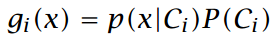 gᵢ(x) = p(x|Cᵢ)P(Cᵢ)